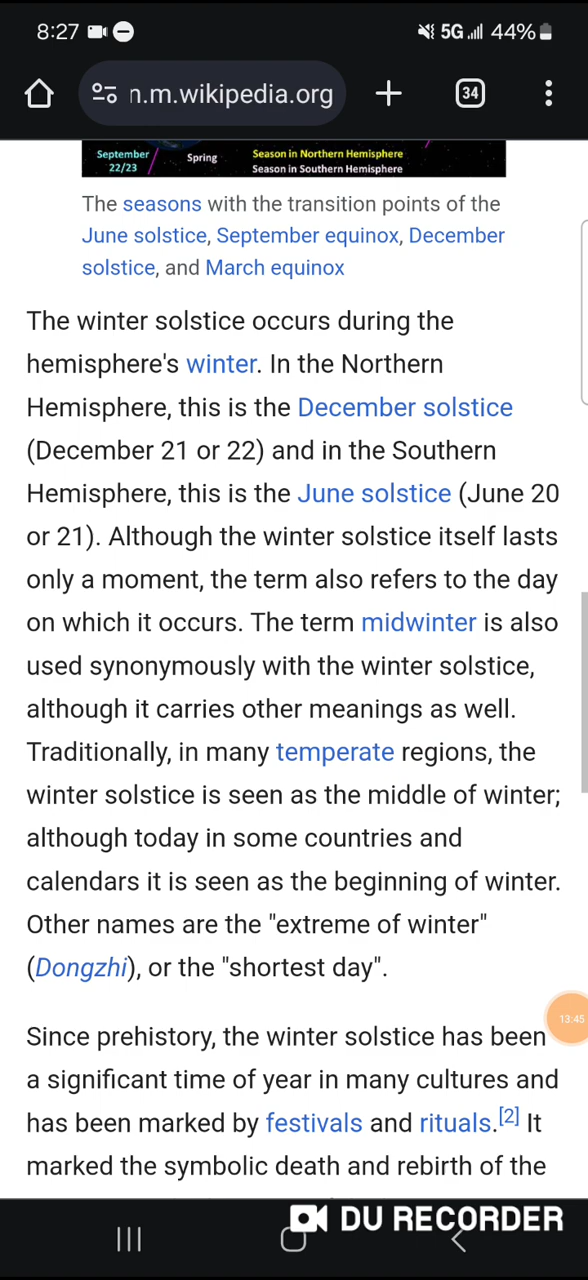 8:27 5G 44%
n.m.wikipedia.org 34
September Spring Season in Northern Hemisphere
22/23 Season in Southern Hemisphere
The seasons with the transition points of the
June solstice, September equinox, December
solstice, and March equinox
The winter solstice occurs during the
hemisphere's winter. In the Northern
Hemisphere, this is the December solstice
(December 21 or 22) and in the Southern
Hemisphere, this is the June solstice (June 20
or 21). Although the winter solstice itself lasts
only a moment, the term also refers to the day
on which it occurs. The term midwinter is also
used synonymously with the winter solstice,
although it carries other meanings as well.
Traditionally, in many temperate regions, the
winter solstice is seen as the middle of winter;
although today in some countries and
calendars it is seen as the beginning of winter.
Other names are the "extreme of winter"
(Dongzhi), or the "shortest day".
13:45
Since prehistory, the winter solstice has been
a significant time of year in many cultures and
has been marked by festivals and rituals.[2] It
marked the symbolic death and rebirth of the
DU RECORDER